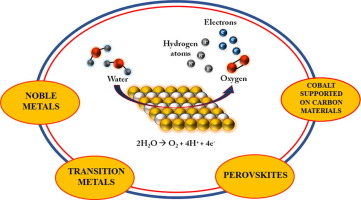 Electrons
Hydrogen
atoms
Water
Oxygen
NOBLE
METALS
COBALT
SUPPORTED
ON CARBON
MATERIALS
2H₂O → O₂ + 4H⁺ + 4e⁻
TRANSITION
METALS
PEROVSKITES